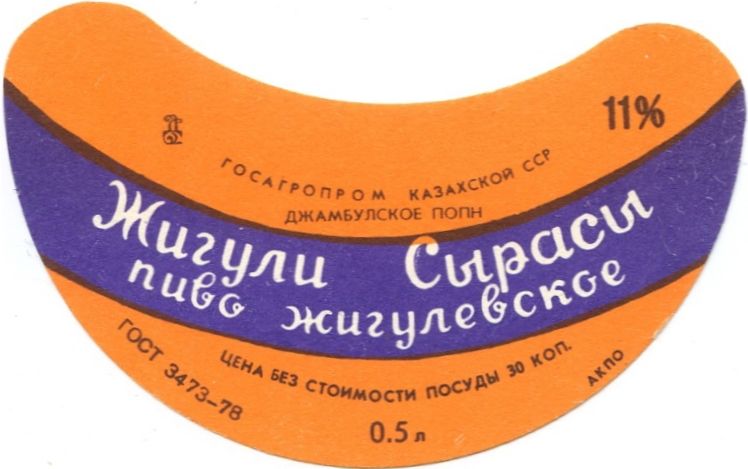 11%
ГОСАГРОПРОМ КАЗАХСКОЙ ССР
ДЖАМБУЛСКОЕ ПОПН
Жигули Сырасы
пиво жигулевское
ГОСТ 3473-78
ЦЕНА БЕЗ СТОИМОСТИ ПОСУДЫ 30 КОП.
АКПО
0.5 л